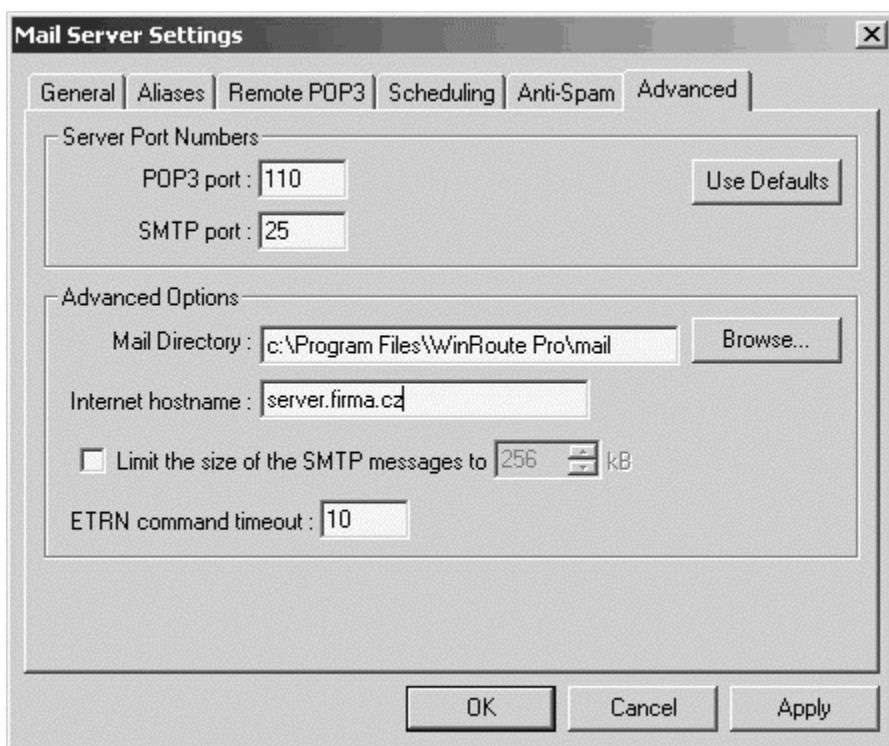 Mail Server Settings
General Aliases Remote POP3 Scheduling Anti-Spam Advanced
Server Port Numbers
POP3 port : 110 Use Defaults
SMTP port : 25
Advanced Options
Mail Directory : c:\Program Files\WinRoute Pro\mail Browse...
Internet hostname : server.firma.cz
Limit the size of the SMTP messages to 256 kB
ETRN command timeout : 10
OK Cancel Apply